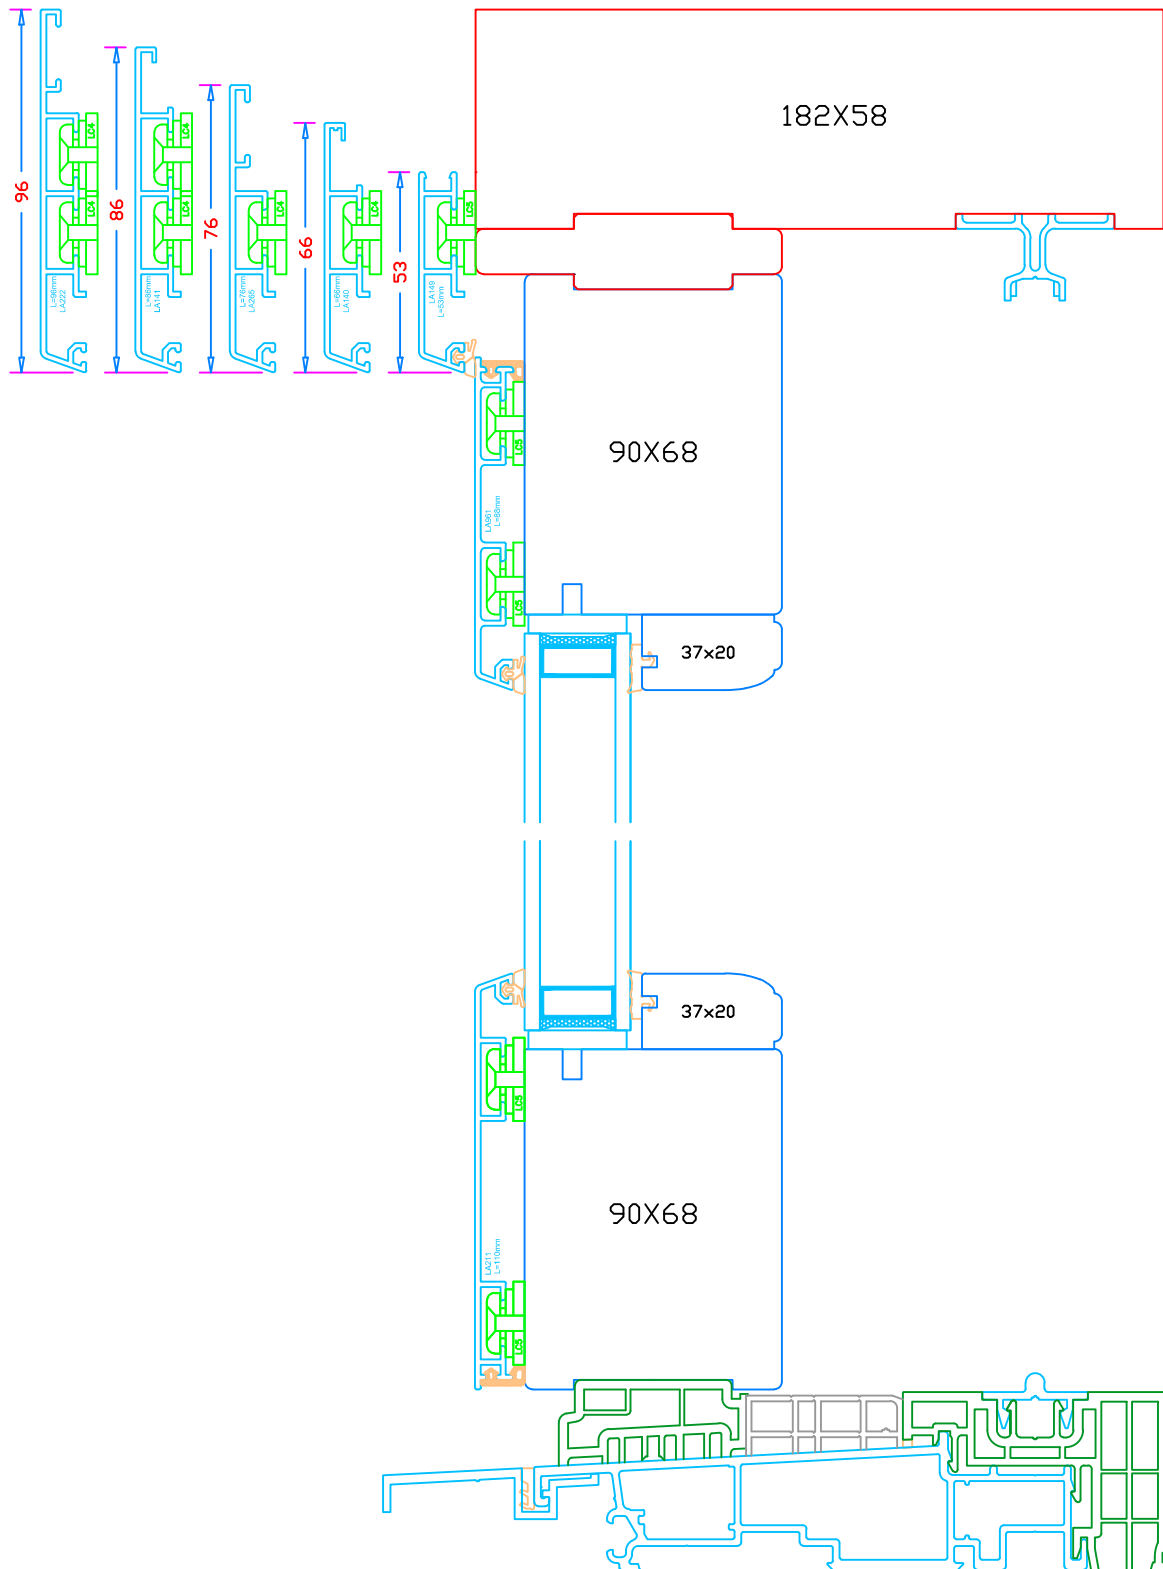 182X58
96
86
76
66
53
LC4
LC4
LC4
LC4
LC4
LC4
LC5
L=96mm
LA222
L=86mm
LA141
L=76mm
LA265
L=66mm
LA140
LA149
L=53mm
90X68
LC5
LA961
L=88mm
LC5
37x20
37x20
LC5
90X68
LA211
L=110mm
LC5